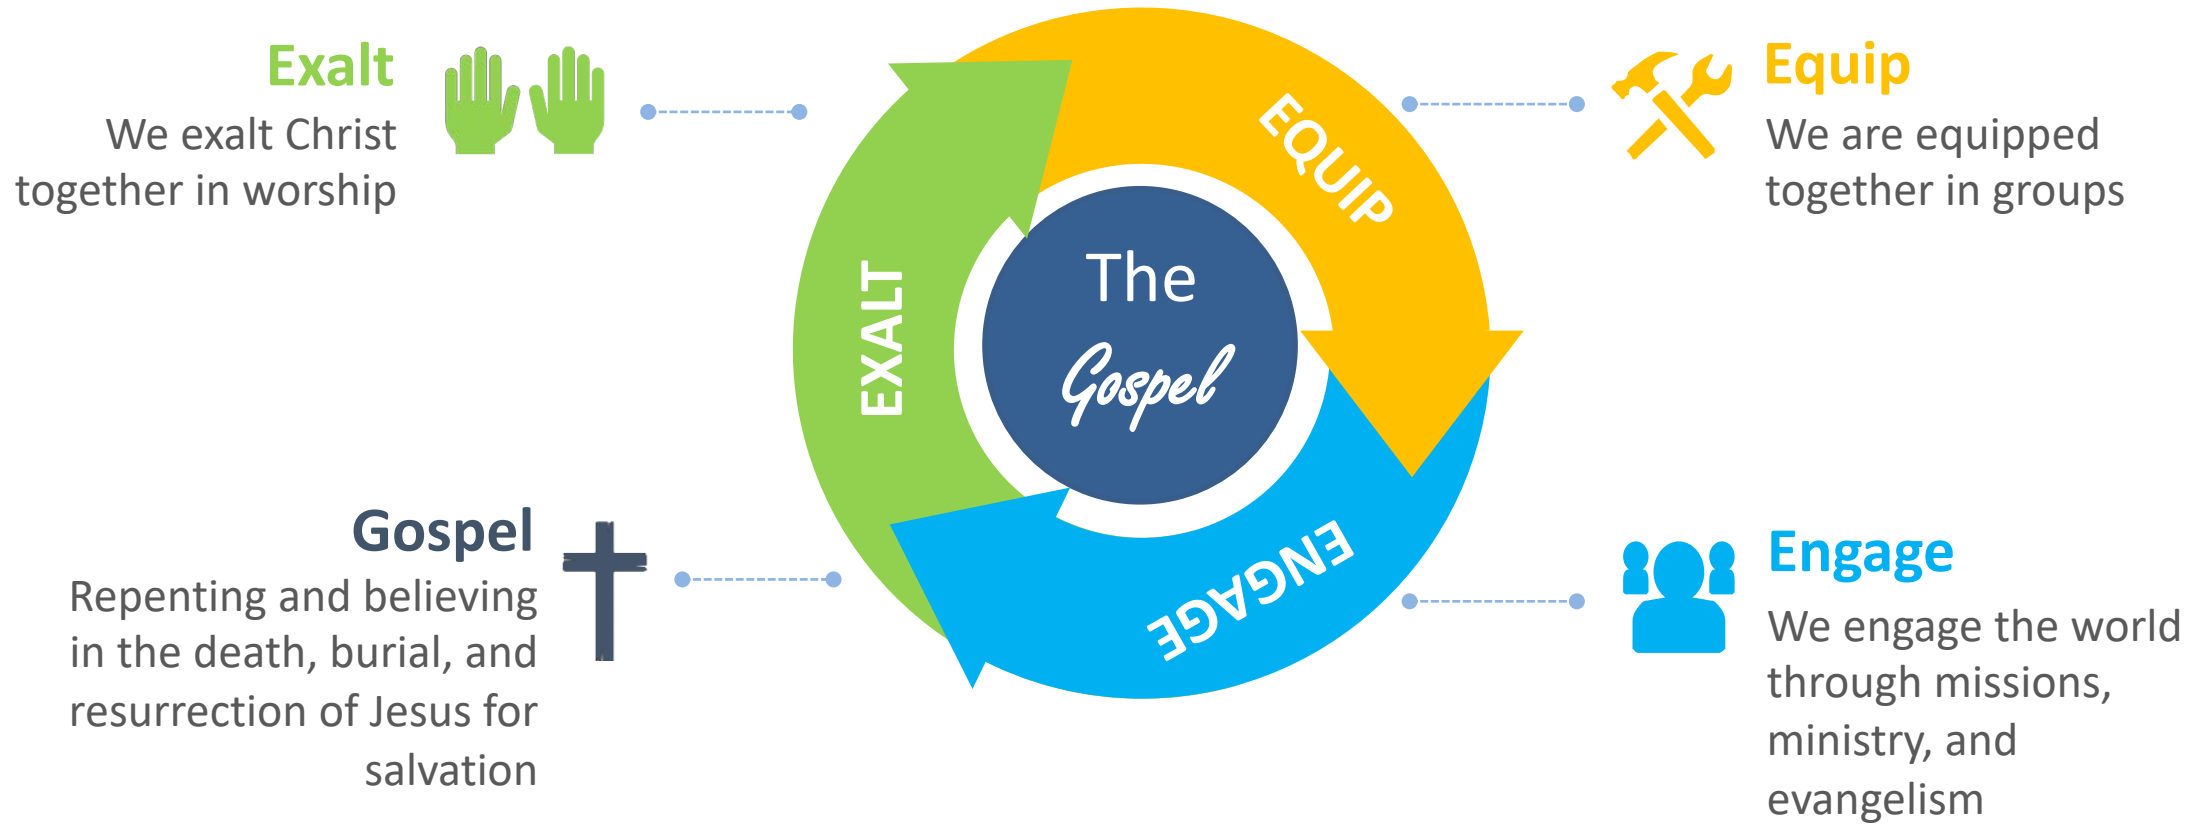 Exalt
We exalt Christ
together in worship
Equip
We are equipped
together in groups
EXALT
EQUIP
ENGAGE
The
Gospel
Gospel
Repenting and believing
in the death, burial, and
resurrection of Jesus for
salvation
Engage
We engage the world
through missions,
ministry, and
evangelism